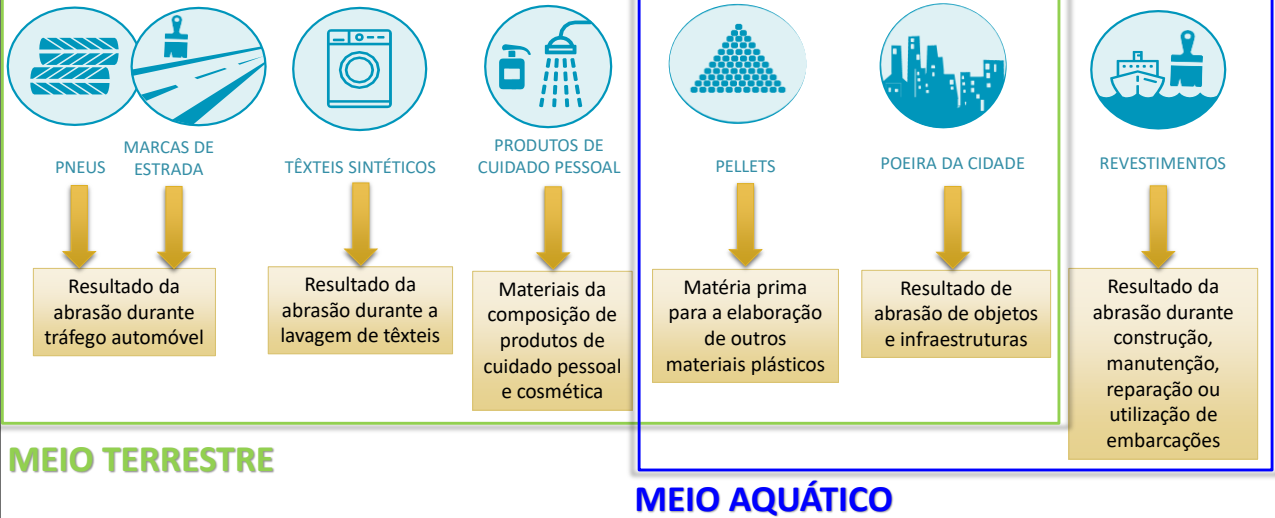 PNEUS
MARCAS DE
ESTRADA
TÊXTEIS SINTÉTICOS
PRODUTOS DE
CUIDADO PESSOAL
PELLETS
POEIRA DA CIDADE
REVESTIMENTOS
Resultado da
abrasão durante
tráfego automóvel
Resultado da
abrasão durante a
lavagem de têxteis
Materiais da
composição de
produtos de
cuidado pessoal
e cosmética
Matéria prima
para a elaboração
de outros
materiais plásticos
Resultado de
abrasão de objetos
e infraestruturas
Resultado da
abrasão durante
construção,
manutenção,
reparação ou
utilização de
embarcações
MEIO TERRESTRE
MEIO AQUÁTICO